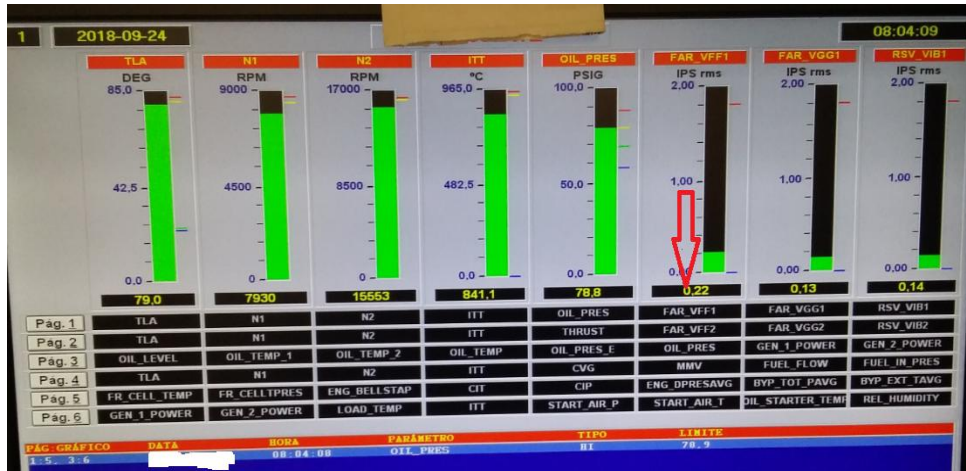 1 2018-09-24 08:04:09
TLA N1 N2 ITT OIL_PRES FAR_VFF1 FAR_VGG1 RSV_VIB1
DEG RPM RPM °C PSIG IPS rms IPS rms IPS rms
85,0 9000 17000 965,0 100,0 2,00 2,00 2,00
42,5 4500 8500 482,5 50,0 1,00 1,00 1,00
0,0 0 0 0,0 0,0 0,00 0,00 0,00
79,0 7930 15553 841,1 78,8 0,22 0,13 0,14
Pág. 1 TLA N1 N2 ITT OIL_PRES FAR_VFF1 FAR_VGG1 RSV_VIB1
Pág. 2 TLA N1 N2 ITT THRUST FAR_VFF2 FAR_VGG2 RSV_VIB2
Pág. 3 OIL_LEVEL OIL_TEMP_1 OIL_TEMP_2 OIL_TEMP OIL_PRES_E OIL_PRES GEN_1_POWER GEN_2_POWER
Pág. 4 TLA N1 N2 ITT CVG MMV FUEL_FLOW FUEL_IN_PRES
Pág. 5 FR_CELL_TEMP FR_CELLTPRES ENG_BELLSTAP CIT CIP ENG_DPRESAVG BYP_TOT_PAVG BYP_EXT_TAVG
Pág. 6 GEN_1_POWER GEN_2_POWER LOAD_TEMP ITT START_AIR_P START_AIR_T OIL_STARTER_TEMP REL_HUMIDITY
PÁG:GRÁFICO DATA HORA PARÂMETRO TIPO LIMITE
1:5, 3:6 08:04:08 OIL_PRES HI 70,9